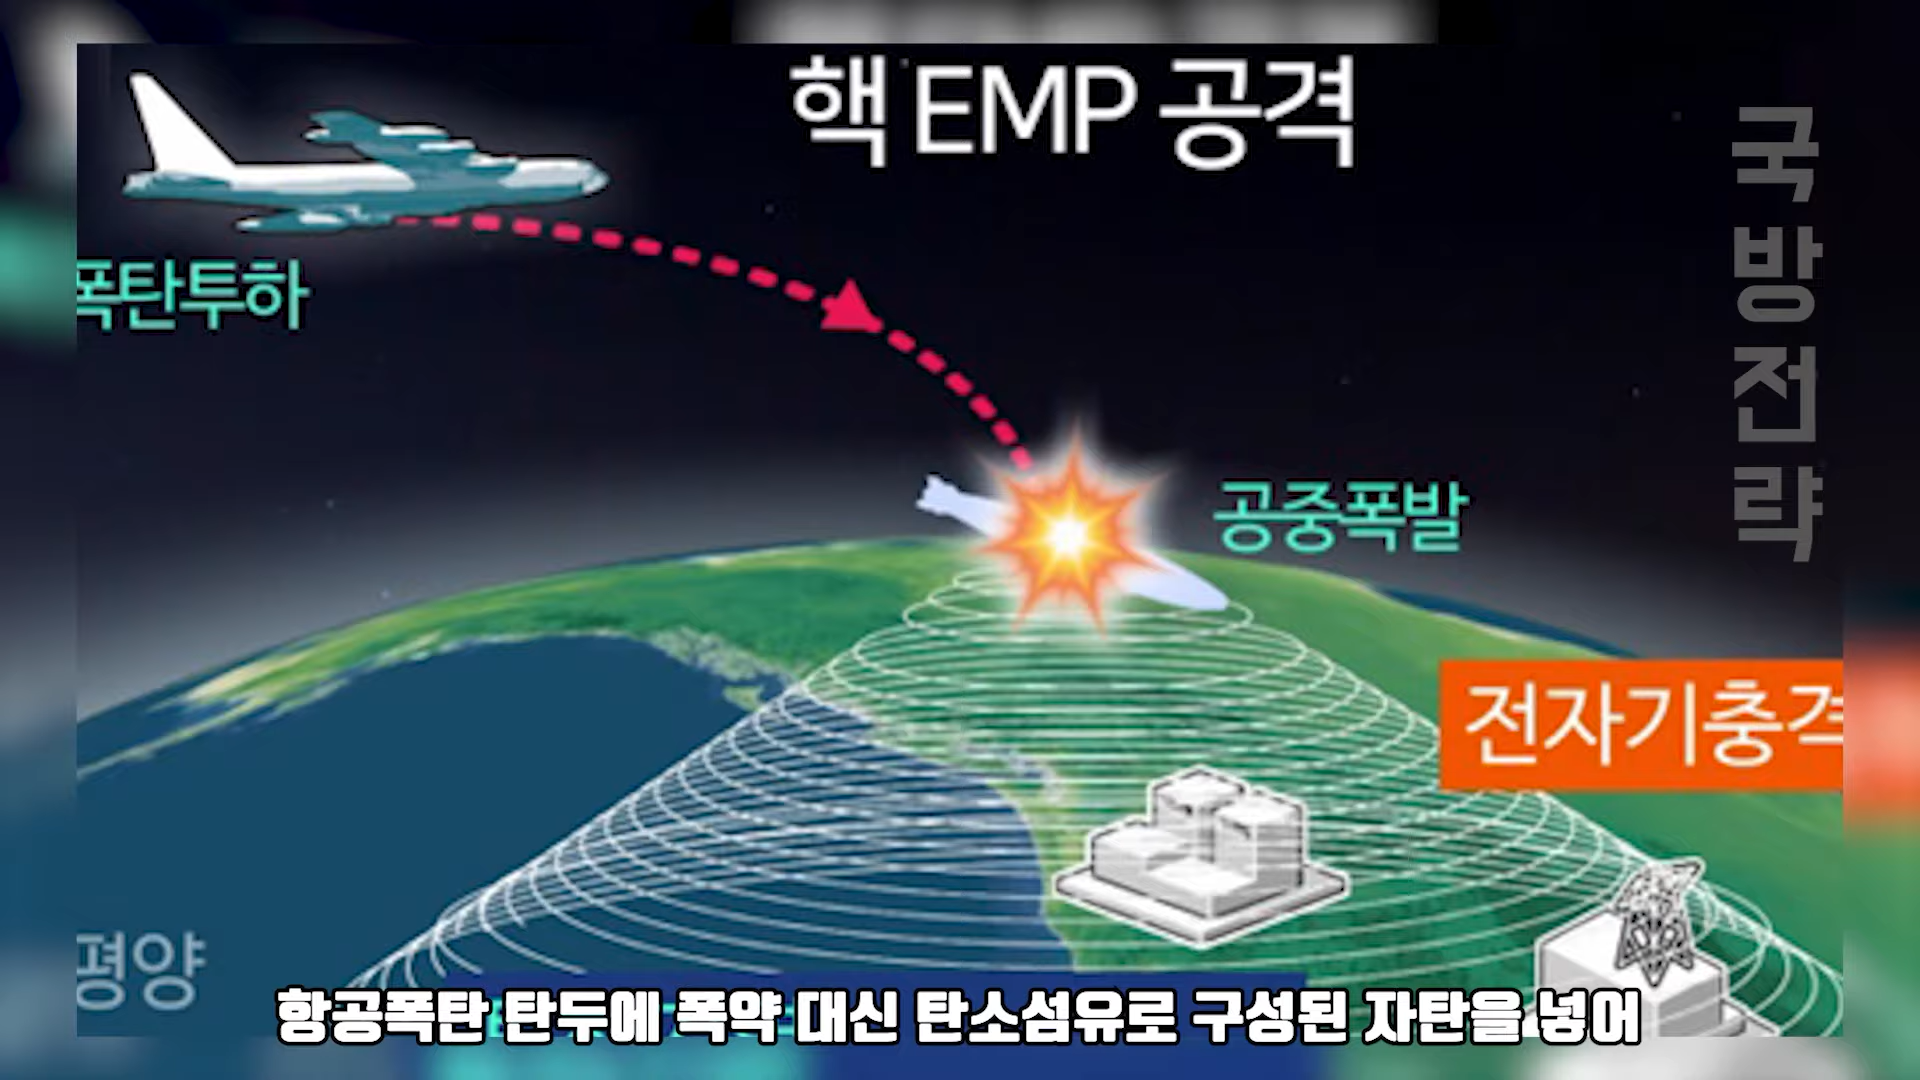 핵 EMP 공격
국방전략
폭탄투하
공중폭발
전자기충격
평양
항공폭탄 탄두에 폭약 대신 탄소섬유로 구성된 자탄을 넣어